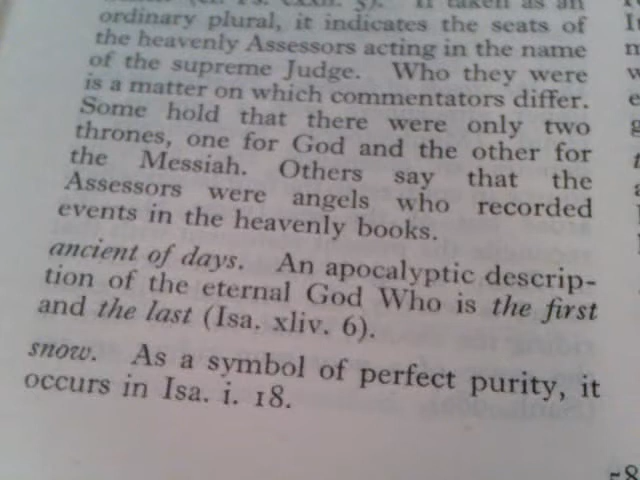 If taken as an
ordinary plural, it indicates the seats of
the heavenly Assessors acting in the name
of the supreme Judge. Who they were
is a matter on which commentators differ.
Some hold that there were only two
thrones, one for God and the other for
the Messiah. Others say that the
Assessors were angels who recorded
events in the heavenly books.
ancient of days. An apocalyptic descrip-
tion of the eternal God Who is the first
and the last (Isa. xliv. 6).
snow. As a symbol of perfect purity, it
occurs in Isa. i. 18.